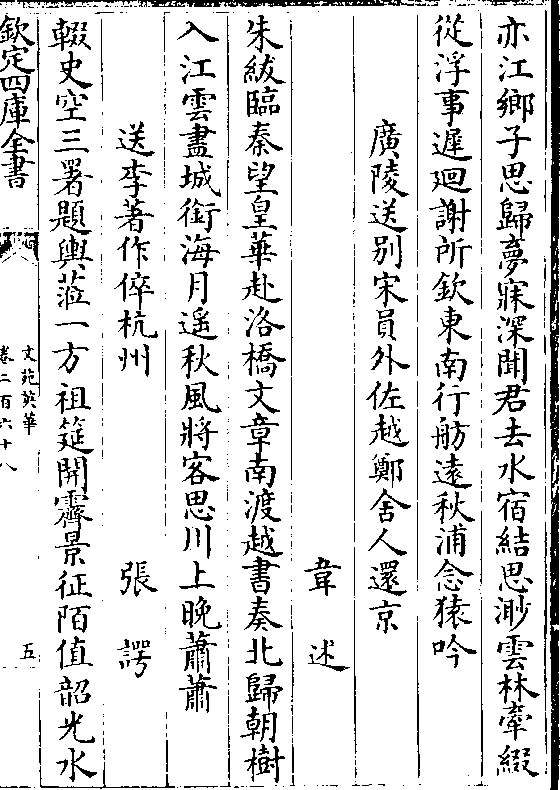 亦江鄉子思歸夢寐深聞君去水宿結思渺雲林牽綴
從浮事遲迴謝所欽東南行舫遠秋浦念猿吟
廣陵送别宋員外佐越鄭舍人還京
韋述
朱紱臨秦望皇華赴洛橋文章南渡越書奏北歸朝樹
入江雲盡城銜海月遥秋風將客思川上晚蕭蕭
送李著作倅杭州
張諤
輟史空三署題輿蒞一方祖筵開霽景征陌值韶光水
欽定四庫全書
文苑英華
卷二百六十八
五